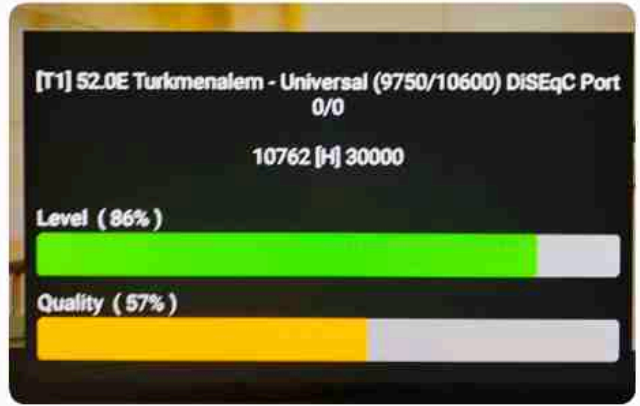 [T1] 52.0E Turkmenalem - Universal (9750/10600) DiSEqC Port
0/0
10762 [H] 30000
Level ( 86% )
Quality ( 57% )